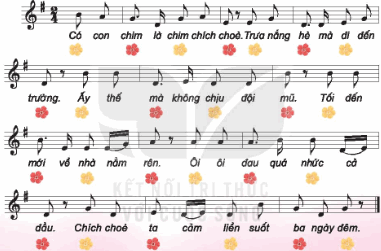 2 4
Có con chim là chim chích choè. Trưa nắng hè mà đi đến
trường. Ấy thế mà không chịu đội mũ. Tối đến
mới về nhà nằm rên. Ôi ôi đau quá nhức cả
KẾT NỐI TRI THỨC
đầu. Chích choè ta cảm liền suốt ba ngày đêm.
VỚI CUỘC SỐNG